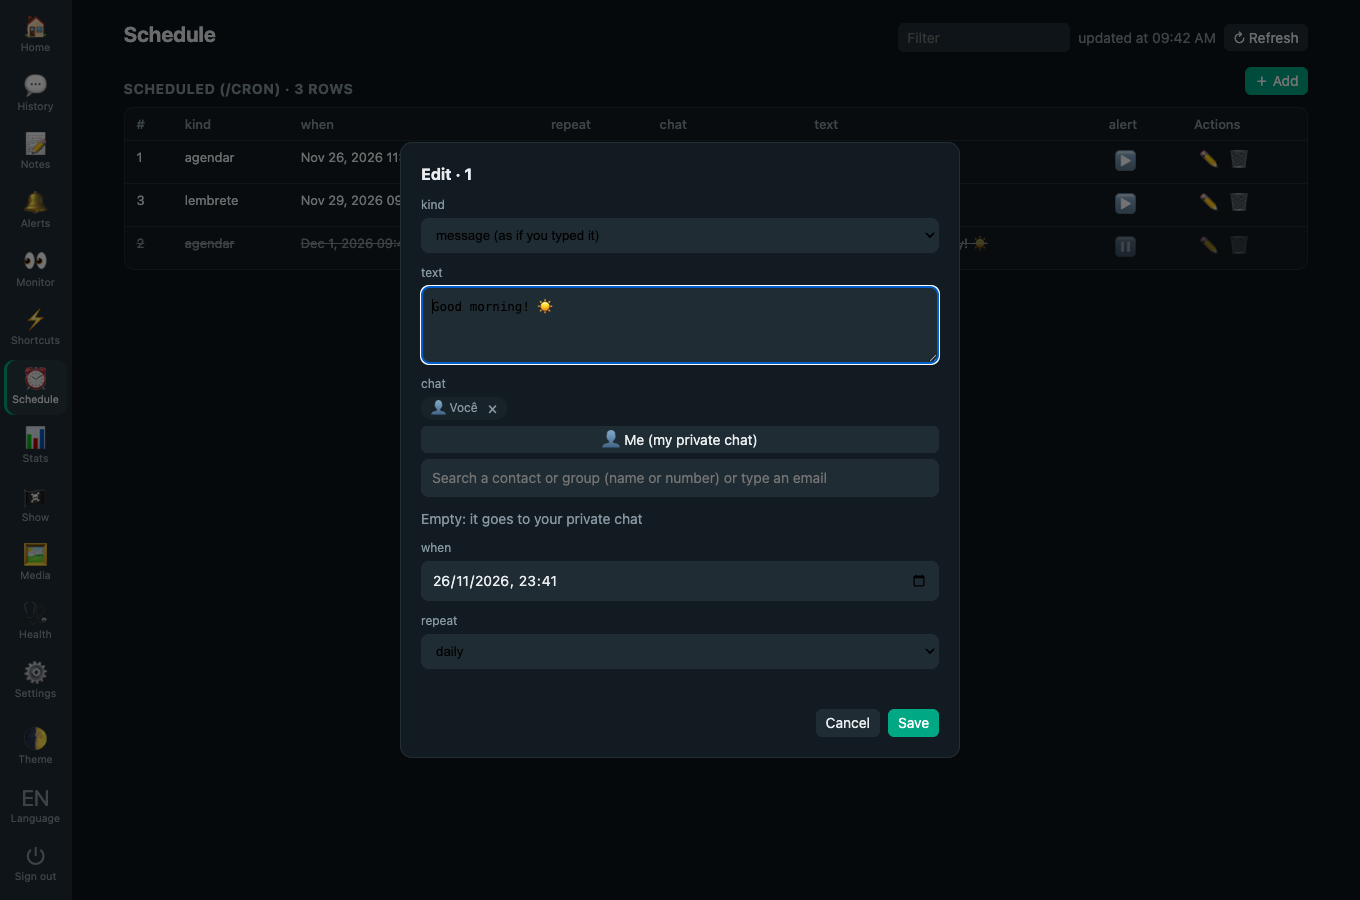 Home
History
Notes
Alerts
Monitor
Shortcuts
Schedule
Stats
Show
Media
Health
Settings
Theme
EN
Language
Sign out
Schedule
Filter
updated at 09:42 AM
Refresh
SCHEDULED (/CRON) · 3 ROWS
+ Add
# kind when repeat chat text alert Actions
1 agendar Nov 26, 2026 11:
3 lembrete Nov 29, 2026 09
2 agendar Dec 1, 2026 09:4 y! ☀️
Edit · 1
kind
message (as if you typed it)
text
Good morning! ☀️
chat
👤 Você ×
👤 Me (my private chat)
Search a contact or group (name or number) or type an email
Empty: it goes to your private chat
when
26/11/2026, 23:41
repeat
daily
Cancel
Save